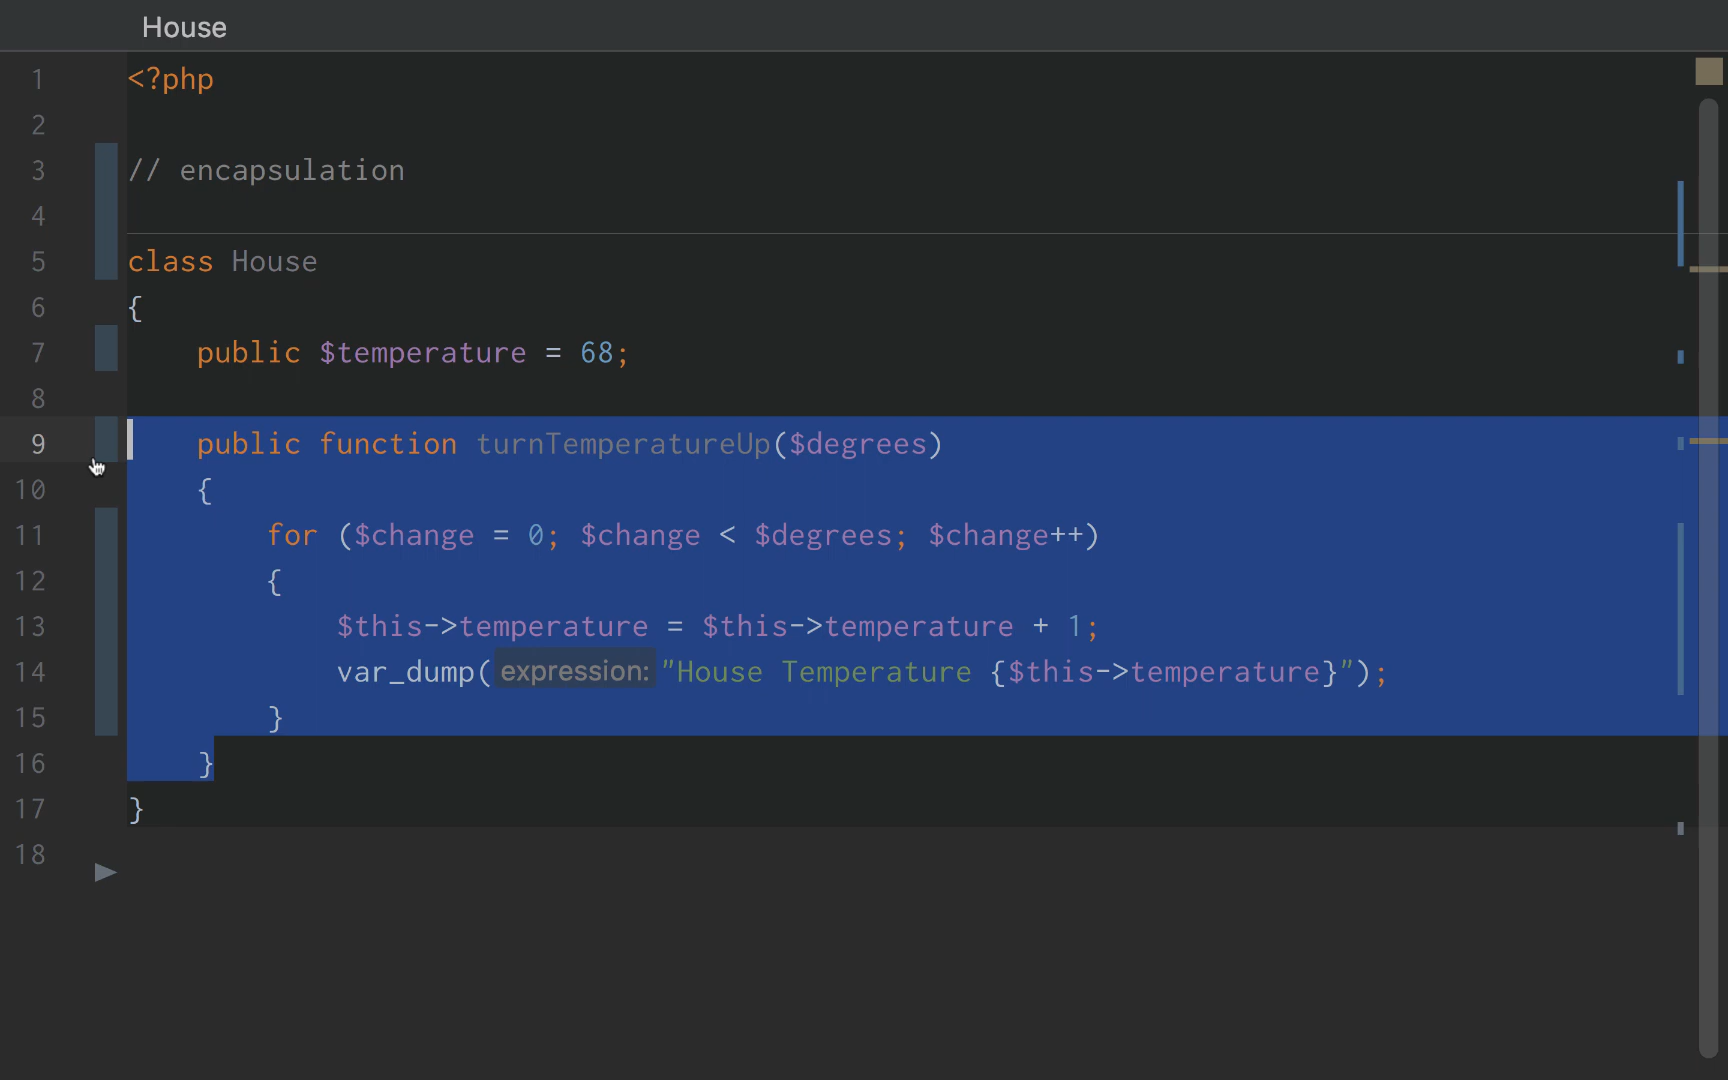 House
1 <?php
2
3 // encapsulation
4
5 class House
6 {
7 public $temperature = 68;
8
9 public function turnTemperatureUp($degrees)
10 {
11 for ($change = 0; $change < $degrees; $change++)
12 {
13 $this->temperature = $this->temperature + 1;
14 var_dump( expression: "House Temperature {$this->temperature}");
15 }
16 }
17 }
18